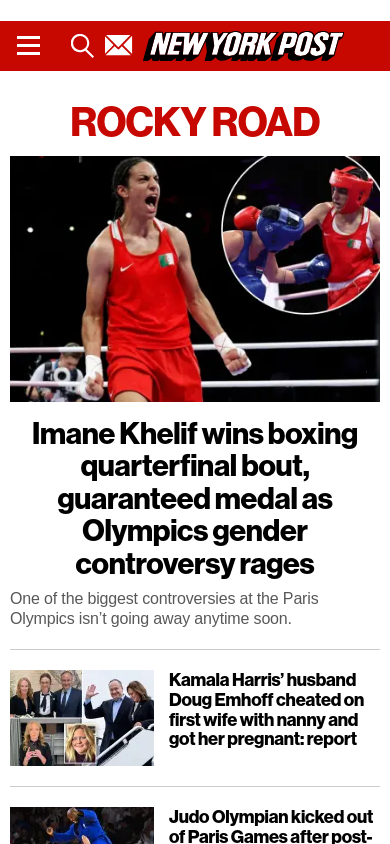 NEW YORK POST
ROCKY ROAD
Imane Khelif wins boxing
quarterfinal bout,
guaranteed medal as
Olympics gender
controversy rages
One of the biggest controversies at the Paris
Olympics isn’t going away anytime soon.
Kamala Harris’ husband
Doug Emhoff cheated on
first wife with nanny and
got her pregnant: report
Judo Olympian kicked out
of Paris Games after post-